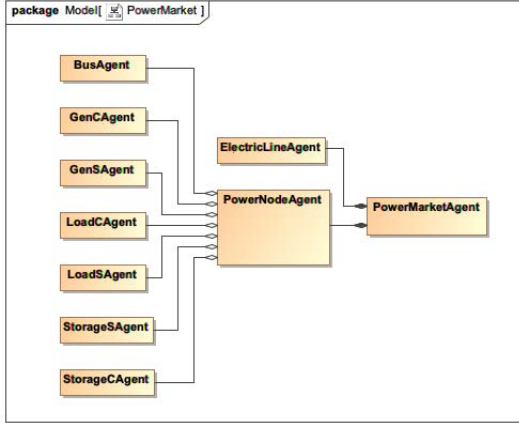 package Model[ PowerMarket ]
BusAgent
GenCAgent
ElectricLineAgent
GenSAgent
PowerNodeAgent
PowerMarketAgent
LoadCAgent
LoadSAgent
StorageSAgent
StorageCAgent